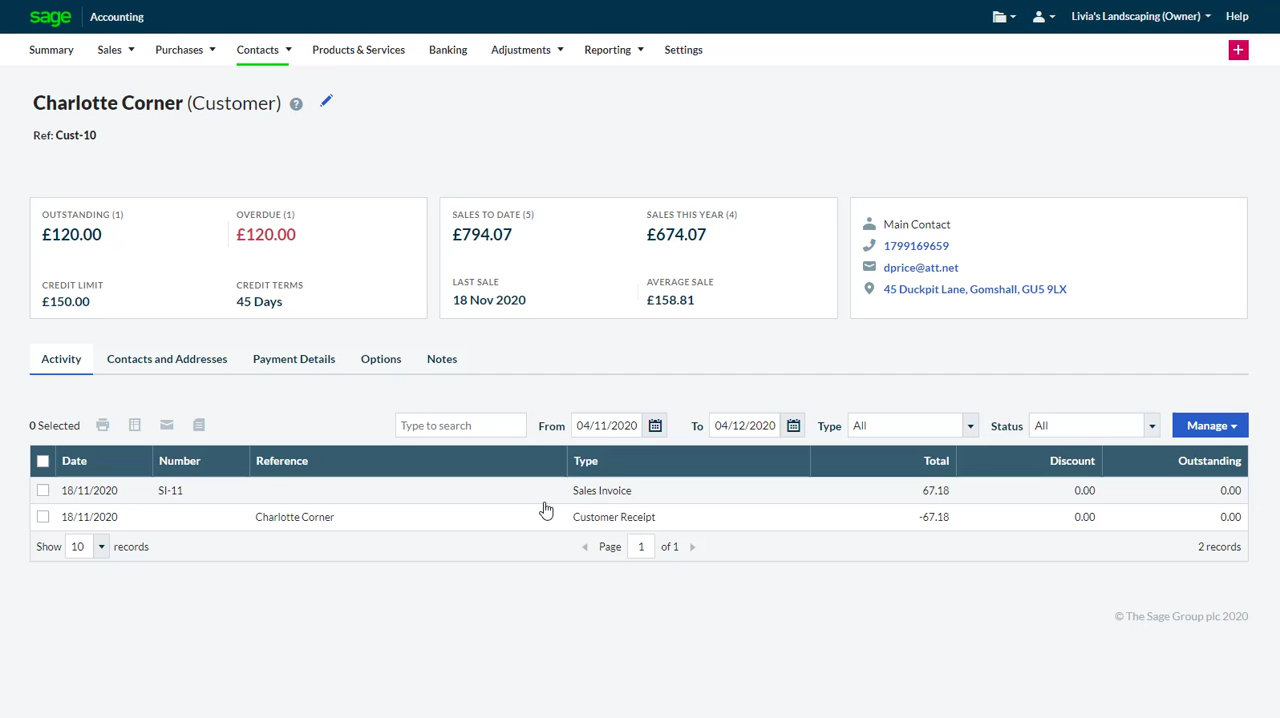 sage Accounting Livia's Landscaping (Owner) Help
Summary Sales Purchases Contacts Products & Services Banking Adjustments Reporting Settings
Charlotte Corner (Customer)
Ref: Cust-10
OUTSTANDING (1) OVERDUE (1) SALES TO DATE (5) SALES THIS YEAR (4)
£120.00 £120.00 £794.07 £674.07
CREDIT LIMIT CREDIT TERMS LAST SALE AVERAGE SALE
£150.00 45 Days 18 Nov 2020 £158.81
Main Contact
1799169659
dprice@att.net
45 Duckpit Lane, Gomshall, GU5 9LX
Activity Contacts and Addresses Payment Details Options Notes
0 Selected Type to search From 04/11/2020 To 04/12/2020 Type All Status All Manage
Date Number Reference Type Total Discount Outstanding
18/11/2020 SI-11 Sales Invoice 67.18 0.00 0.00
18/11/2020 Charlotte Corner Customer Receipt -67.18 0.00 0.00
Show 10 records Page 1 of 1 2 records
© The Sage Group plc 2020